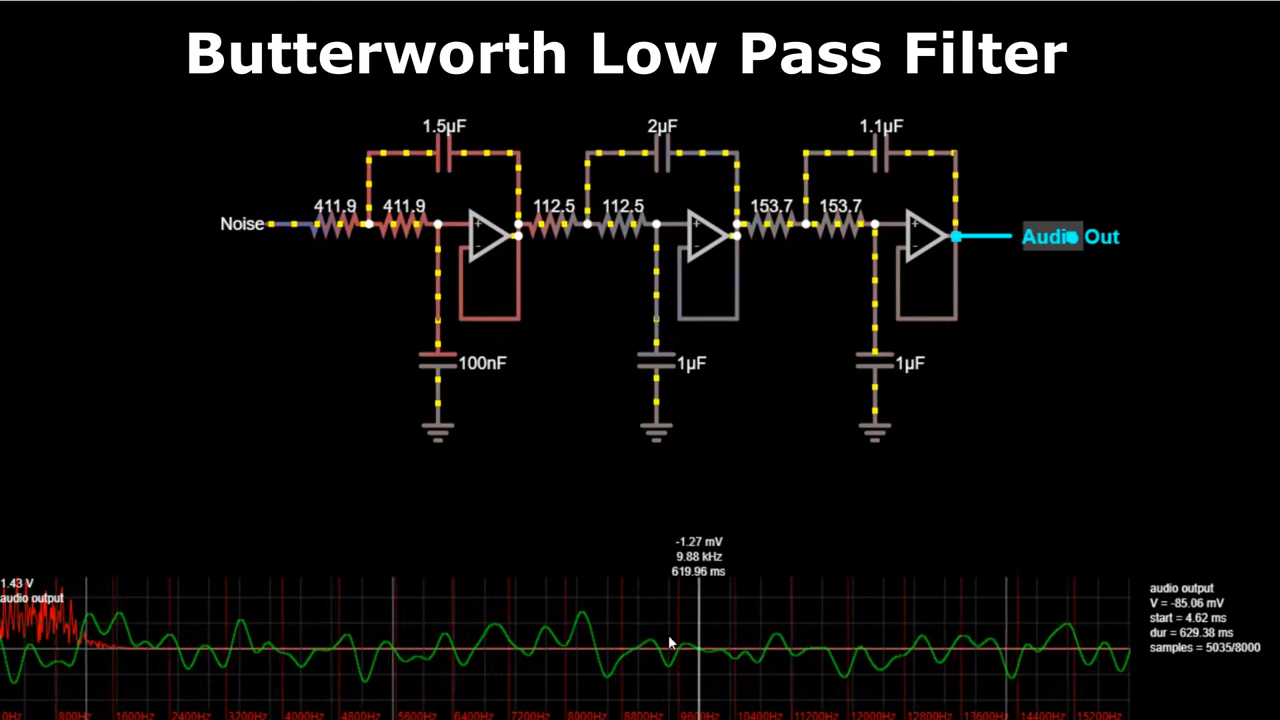 Butterworth Low Pass Filter
1.5µF 2µF 1.1µF
411.9 411.9 112.5 112.5 153.7 153.7
Noise
+ + +
- - -
Audio Out
100nF 1µF 1µF
-1.27 mV
9.88 kHz
619.96 ms
1.43 V
audio output
audio output
V = -85.06 mV
start = 4.62 ms
dur = 629.38 ms
samples = 5035/8000
0Hz 800Hz 1600Hz 2400Hz 3200Hz 4000Hz 4800Hz 5600Hz 6400Hz 7200Hz 8000Hz 8800Hz 9600Hz 10400Hz 11200Hz 12000Hz 12800Hz 13600Hz 14400Hz 15200Hz